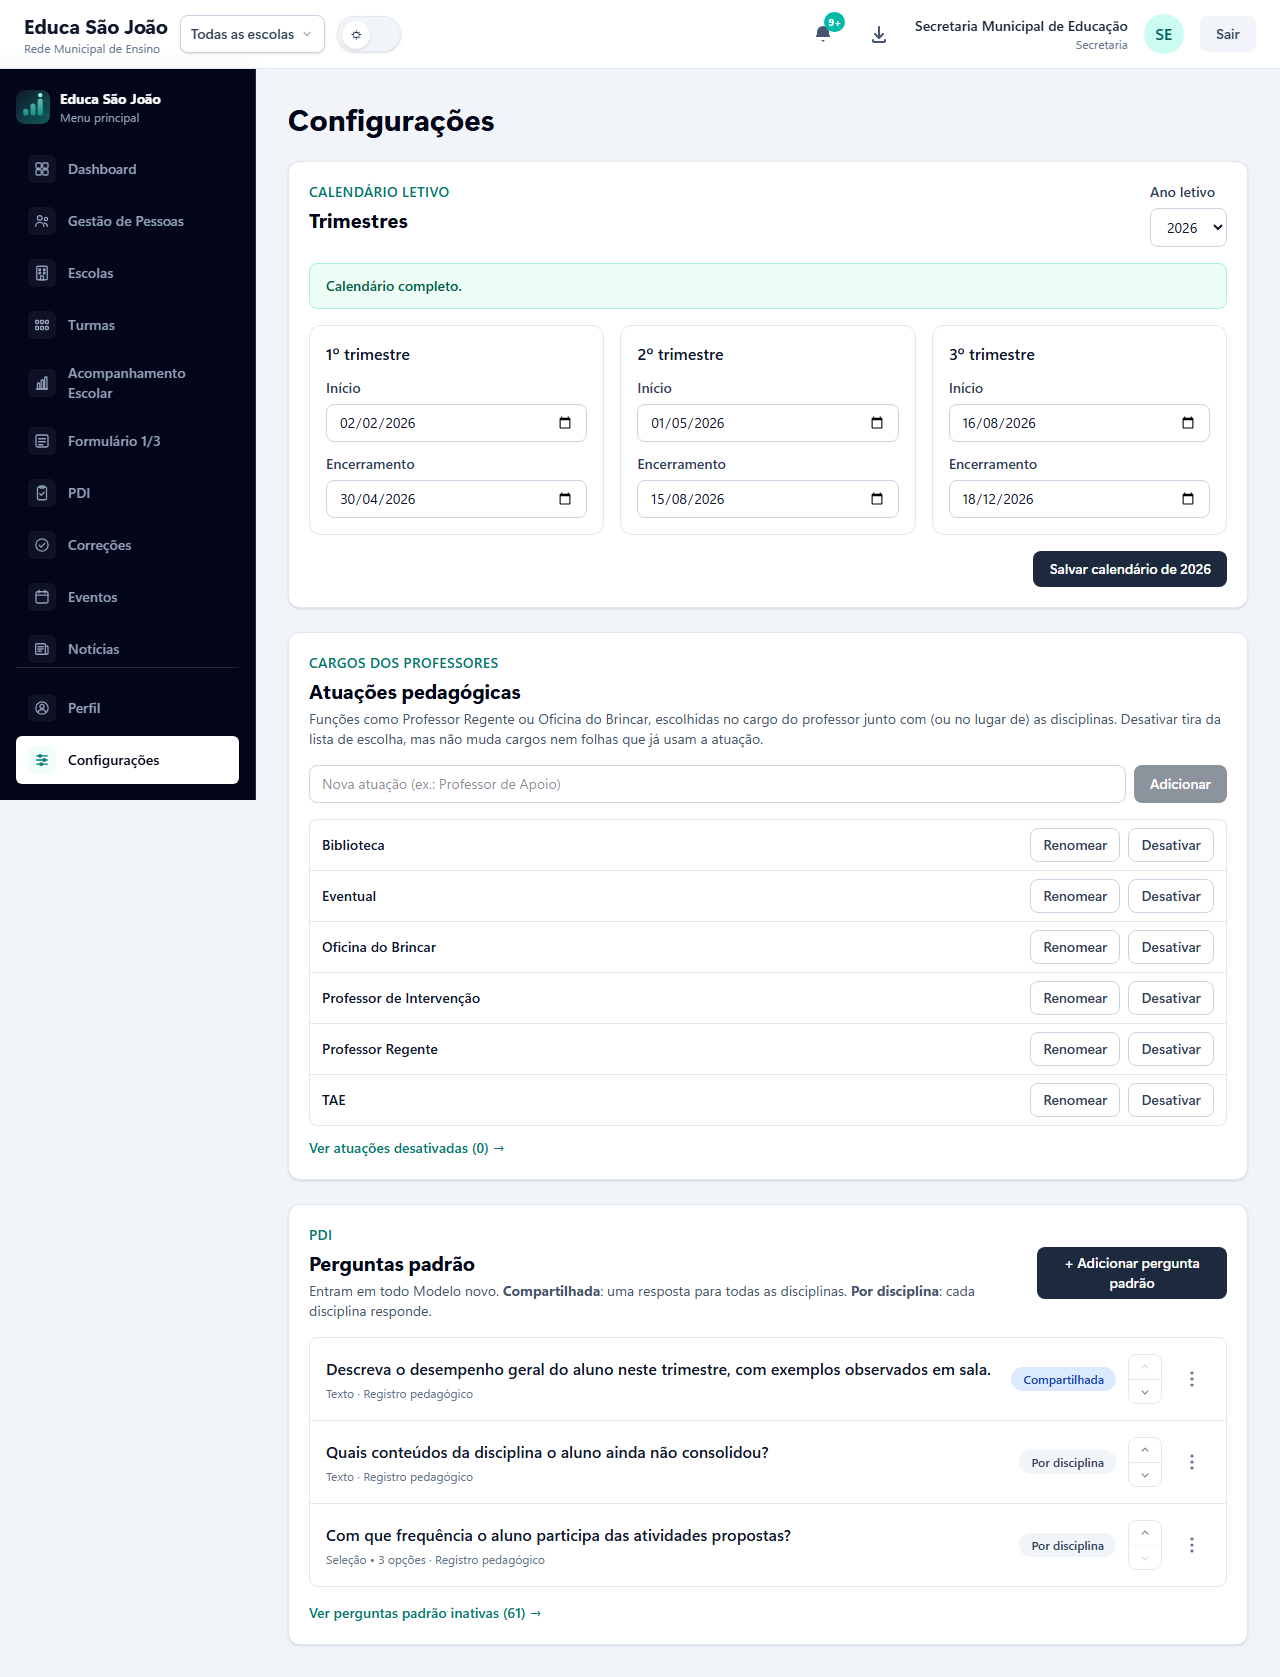 Educa São João
Rede Municipal de Ensino
Todas as escolas
9+
Secretaria Municipal de Educação
Secretaria
SE
Sair
Educa São João
Menu principal
Dashboard
Gestão de Pessoas
Escolas
Turmas
Acompanhamento
Escolar
Formulário 1/3
PDI
Correções
Eventos
Notícias
Perfil
Configurações
Configurações
CALENDÁRIO LETIVO
Trimestres
Ano letivo
2026
Calendário completo.
1º trimestre
Início
02/02/2026
Encerramento
30/04/2026
2º trimestre
Início
01/05/2026
Encerramento
15/08/2026
3º trimestre
Início
16/08/2026
Encerramento
18/12/2026
Salvar calendário de 2026
CARGOS DOS PROFESSORES
Atuações pedagógicas
Funções como Professor Regente ou Oficina do Brincar, escolhidas no cargo do professor junto com (ou no lugar de) as disciplinas. Desativar tira da
lista de escolha, mas não muda cargos nem folhas que já usam a atuação.
Nova atuação (ex.: Professor de Apoio)
Adicionar
Biblioteca
Renomear
Desativar
Eventual
Renomear
Desativar
Oficina do Brincar
Renomear
Desativar
Professor de Intervenção
Renomear
Desativar
Professor Regente
Renomear
Desativar
TAE
Renomear
Desativar
Ver atuações desativadas (0) →
PDI
Perguntas padrão
Entram em todo Modelo novo. Compartilhada: uma resposta para todas as disciplinas. Por disciplina: cada
disciplina responde.
+ Adicionar pergunta
padrão
Descreva o desempenho geral do aluno neste trimestre, com exemplos observados em sala.
Texto · Registro pedagógico
Compartilhada
Quais conteúdos da disciplina o aluno ainda não consolidou?
Texto · Registro pedagógico
Por disciplina
Com que frequência o aluno participa das atividades propostas?
Seleção • 3 opções · Registro pedagógico
Por disciplina
Ver perguntas padrão inativas (61) →